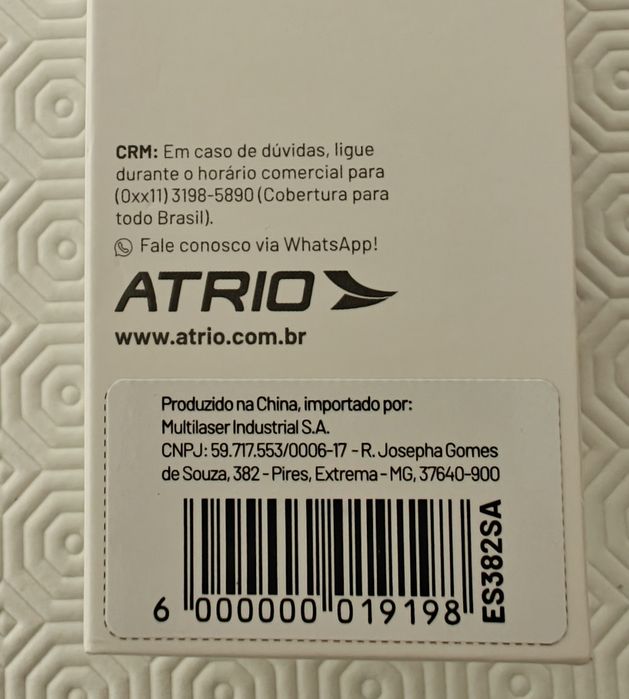 CRM: Em caso de dúvidas, ligue
durante o horário comercial para
(0xx11) 3198-5890 (Cobertura para
todo Brasil).
Fale conosco via WhatsApp!
ATRIO
www.atrio.com.br
Produzido na China, importado por:
Multilaser Industrial S.A.
CNPJ: 59.717.553/0006-17 - R. Josepha Gomes
de Souza, 382 - Pires, Extrema - MG, 37640-900
6 000000 019198
ES382SA